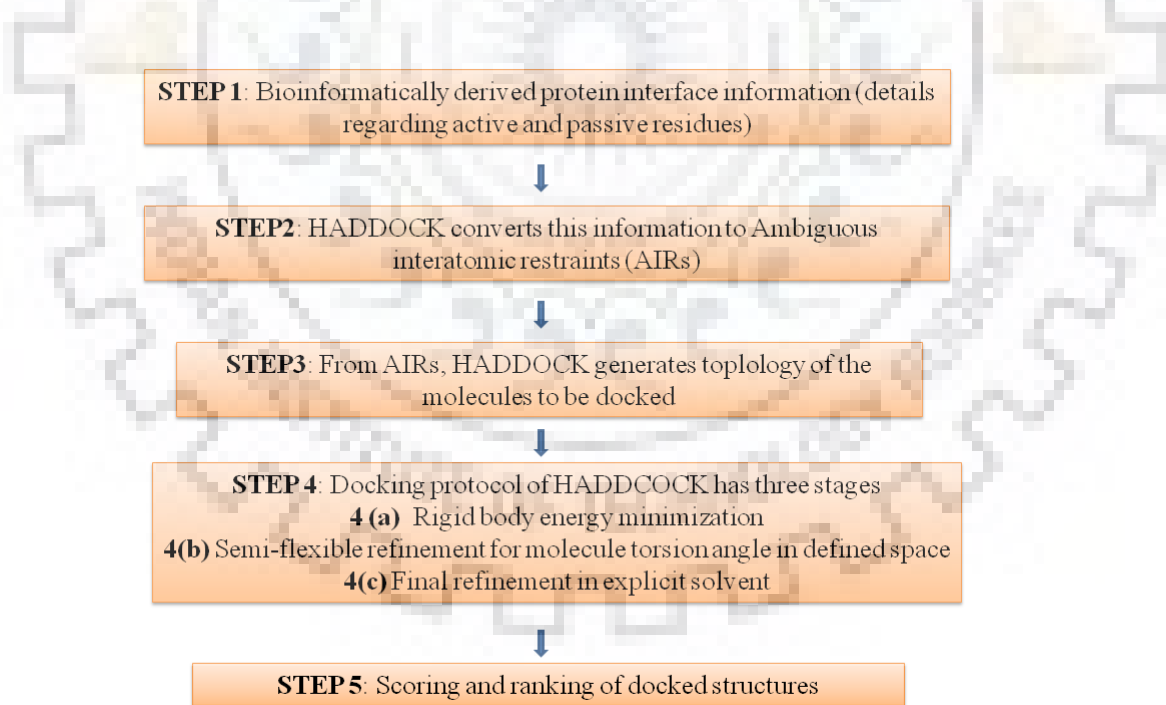 STEP 1: Bioinformatically derived protein interface information (details
regarding active and passive residues)
STEP2: HADDOCK converts this information to Ambiguous
interatomic restraints (AIRs)
STEP3: From AIRs, HADDOCK generates toplology of the
molecules to be docked
STEP 4: Docking protocol of HADDCOCK has three stages
4 (a) Rigid body energy minimization
4(b) Semi-flexible refinement for molecule torsion angle in defined space
4(c) Final refinement in explicit solvent
STEP 5: Scoring and ranking of docked structures